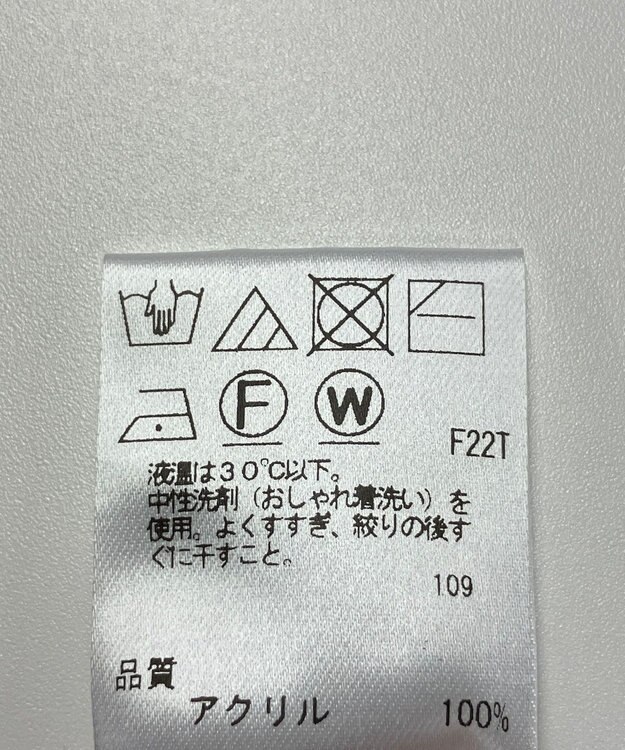 F
W
F22T
液温は30℃以下。
中性洗剤（おしゃれ着洗い）を
使用。よくすすぎ、絞りの後す
ぐに干すこと。
109
品質
アクリル 100%